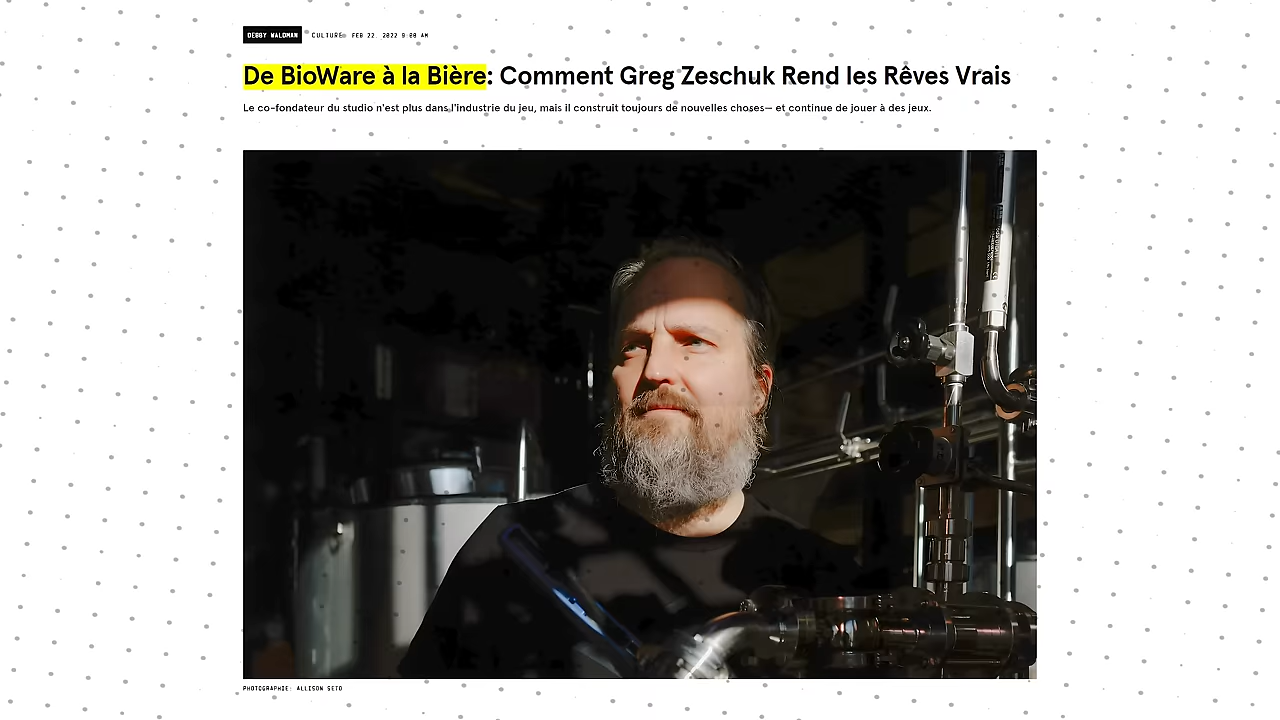 DEBBY WALDMAN CULTURE FEB 22, 2022 9:00 AM
De BioWare à la Bière: Comment Greg Zeschuk Rend les Rêves Vrais
Le co-fondateur du studio n'est plus dans l'industrie du jeu, mais il construit toujours de nouvelles choses— et continue de jouer à des jeux.
PHOTOGRAPHIE: ALLISON SETO